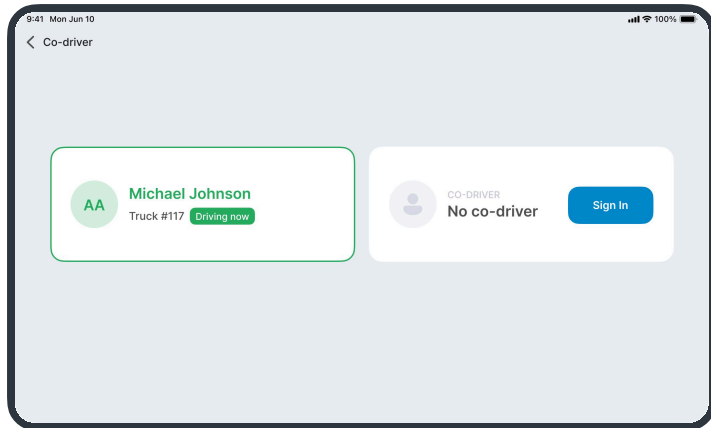 9:41 Mon Jun 10
100%
Co-driver
AA
Michael Johnson
Truck #117 Driving now
CO-DRIVER
No co-driver
Sign In